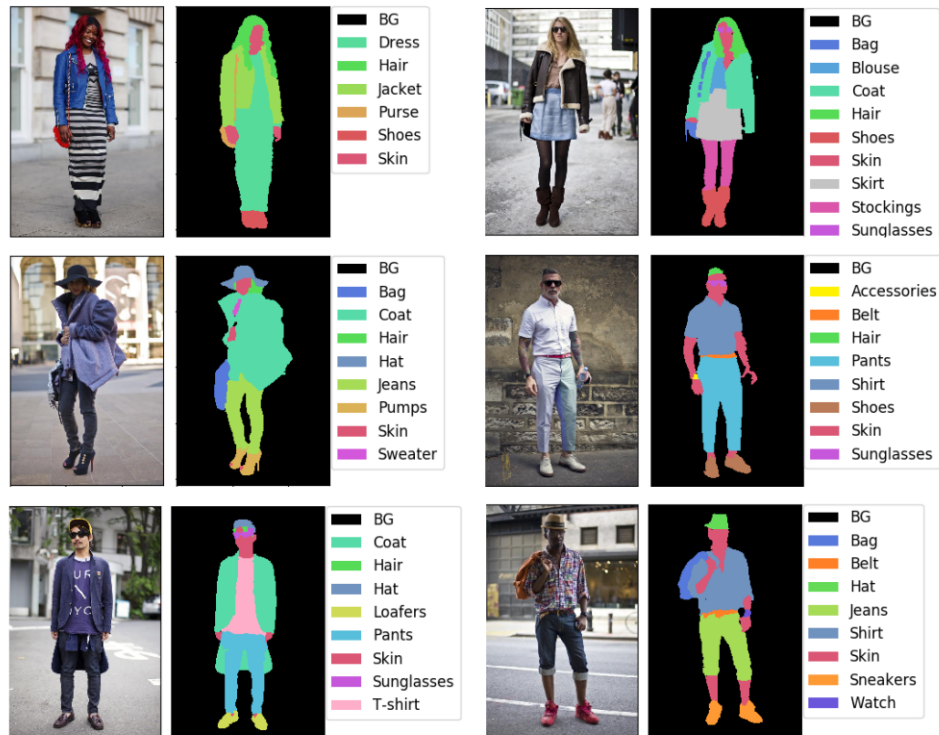 BG
Dress
Hair
Jacket
Purse
Shoes
Skin
BG
Bag
Blouse
Coat
Hair
Shoes
Skin
Skirt
Stockings
Sunglasses
BG
Bag
Coat
Hair
Hat
Jeans
Pumps
Skin
Sweater
BG
Accessories
Belt
Hair
Pants
Shirt
Shoes
Skin
Sunglasses
BG
Coat
Hair
Hat
Loafers
Pants
Skin
Sunglasses
T-shirt
BG
Bag
Belt
Hat
Jeans
Shirt
Skin
Sneakers
Watch